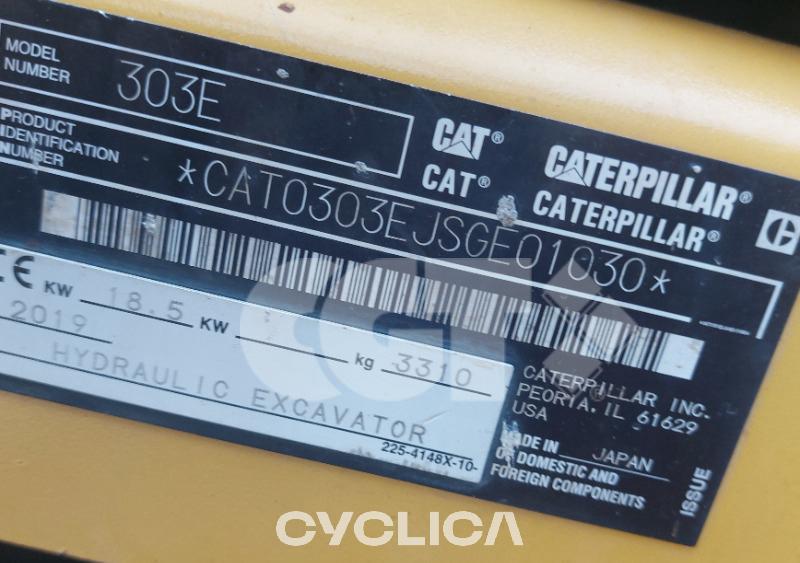 MODEL NUMBER 303E
PRODUCT IDENTIFICATION NUMBER *CAT0303EJSGE01030*
CAT® CATERPILLAR®
CAT® CATERPILLAR®
CE KW 18.5 KW kg 3310
2019
HYDRAULIC EXCAVATOR
225-4148X-10-
CATERPILLAR INC.
PEORIA, IL 61629
USA
MADE IN JAPAN
OF DOMESTIC AND
FOREIGN COMPONENTS
ISSUE
CGT
CYCLICA